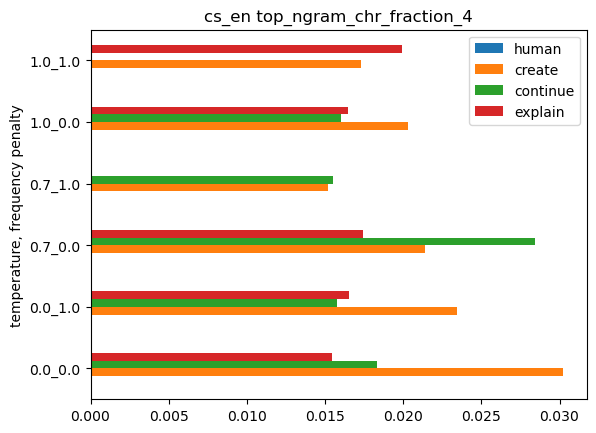 cs_en top_ngram_chr_fraction_4
human
create
continue
explain
temperature, frequency penalty
1.0_1.0
1.0_0.0
0.7_1.0
0.7_0.0
0.0_1.0
0.0_0.0
0.000 0.005 0.010 0.015 0.020 0.025 0.030